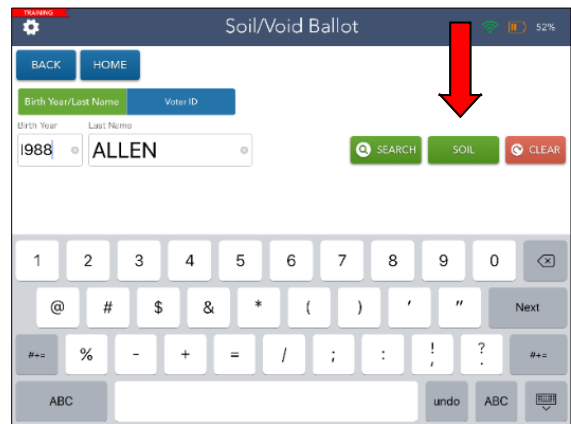 TRAINING
Soil/Void Ballot
52%
BACK HOME
Birth Year/Last Name Voter ID
Birth Year Last Name
1988 ALLEN SEARCH SOIL CLEAR
1 2 3 4 5 6 7 8 9 0
@ # $ & * ( ) ' " Next
#+= % - + = / ; : ! , ? . #+=
ABC undo ABC